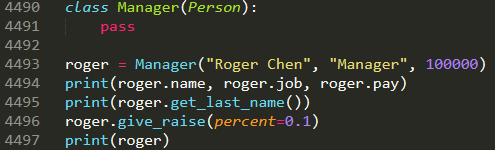 4490 class Manager(Person):
4491     pass
4492
4493 roger = Manager("Roger Chen", "Manager", 100000)
4494 print(roger.name, roger.job, roger.pay)
4495 print(roger.get_last_name())
4496 roger.give_raise(percent=0.1)
4497 print(roger)